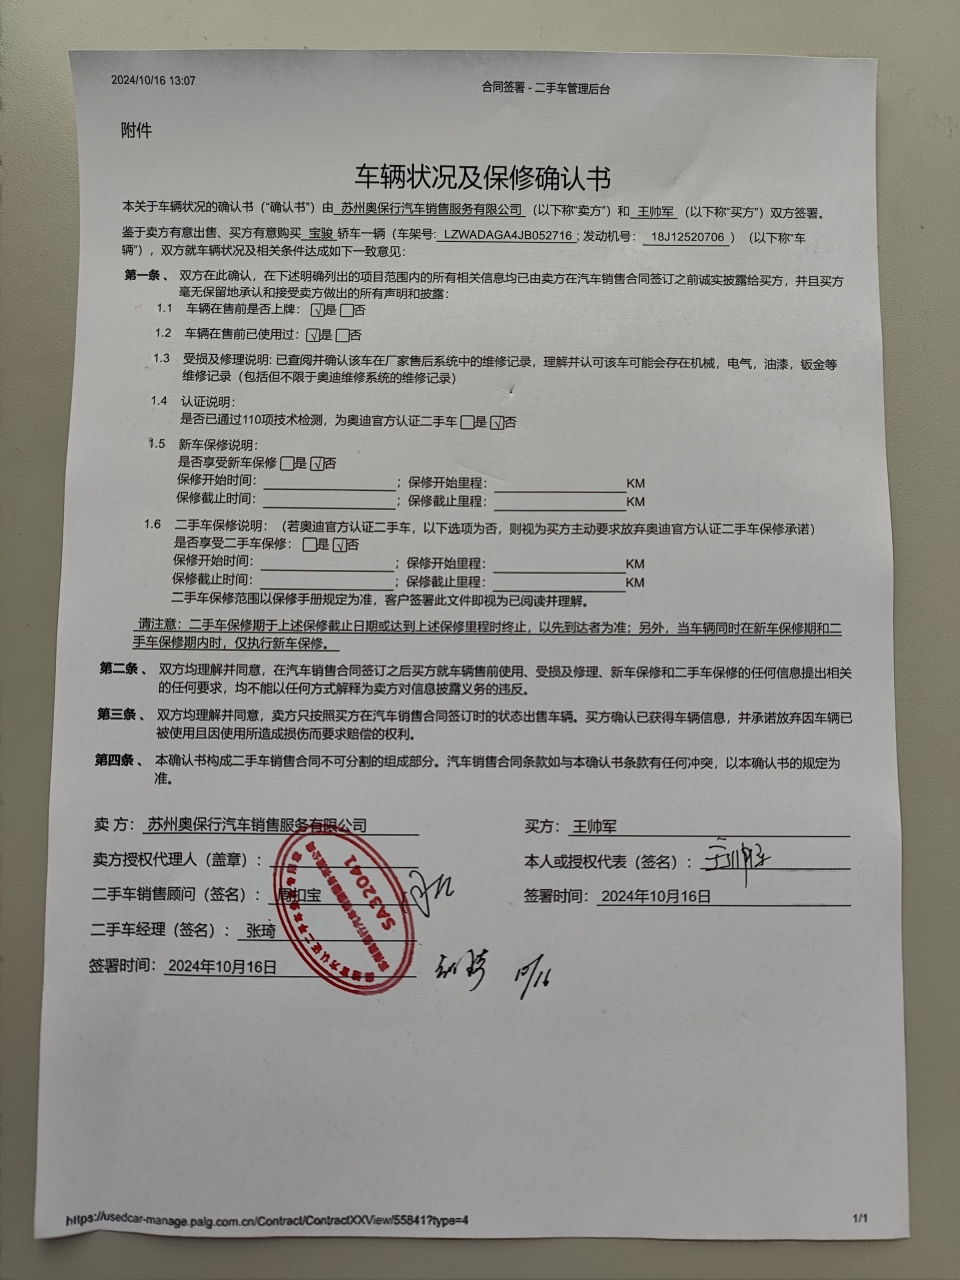 2024/10/16 13:07
合同签署 - 二手车管理后台
附件
车辆状况及保修确认书
本关于车辆状况的确认书（“确认书”）由 苏州奥保行汽车销售服务有限公司 （以下称“卖方”）和 王帅军 （以下称“买方”）双方签署。
鉴于卖方有意出售、买方有意购买 宝骏 轿车一辆（车架号: LZWADAGA4JB052716 ; 发动机号: 18J12520706 ）（以下称“车
辆”），双方就车辆状况及相关条件达成如下一致意见:
第一条 、 双方在此确认，在下述明确列出的项目范围内的所有相关信息均已由卖方在汽车销售合同签订之前诚实披露给买方，并且买方
毫无保留地承认和接受卖方做出的所有声明和披露:
1.1 车辆在售前是否上牌: ☑是 □否
1.2 车辆在售前已使用过: ☑是 □否
1.3 受损及修理说明: 已查阅并确认该车在厂家售后系统中的维修记录，理解并认可该车可能会存在机械，电气，油漆，钣金等
维修记录（包括但不限于奥迪维修系统的维修记录）
1.4 认证说明:
是否已通过110项技术检测，为奥迪官方认证二手车 □是 ☑否
1.5 新车保修说明:
是否享受新车保修 □是 ☑否
保修开始时间: ; 保修开始里程: KM
保修截止时间: ; 保修截止里程: KM
1.6 二手车保修说明: （若奥迪官方认证二手车，以下选项为否，则视为买方主动要求放弃奥迪官方认证二手车保修承诺）
是否享受二手车保修: □是 ☑否
保修开始时间: ; 保修开始里程: KM
保修截止时间: ; 保修截止里程: KM
二手车保修范围以保修手册规定为准，客户签署此文件即视为已阅读并理解。
请注意: 二手车保修期于上述保修截止日期或达到上述保修里程时终止，以先到达者为准; 另外，当车辆同时在新车保修期和二
手车保修期内时，仅执行新车保修。
第二条 、 双方均理解并同意，在汽车销售合同签订之后买方就车辆售前使用、受损及修理、新车保修和二手车保修的任何信息提出相关
的任何要求，均不能以任何方式解释为卖方对信息披露义务的违反。
第三条 、 双方均理解并同意，卖方只按照买方在汽车销售合同签订时的状态出售车辆。买方确认已获得车辆信息，并承诺放弃因车辆已
被使用且因使用所造成损伤而要求赔偿的权利。
第四条 、 本确认书构成二手车销售合同不可分割的组成部分。汽车销售合同条款如与本确认书条款有任何冲突，以本确认书的规定为
准。
卖 方: 苏州奥保行汽车销售服务有限公司
买方: 王帅军
卖方授权代理人（盖章）:
本人或授权代表（签名）: 王帅军
二手车销售顾问（签名）: 周扣宝
签署时间: 2024年10月16日
二手车经理（签名）: 张琦
签署时间: 2024年10月16日
张琦 10/16
SA32041
https://usedcar-manage.palg.com.cn/Contract/ContractXXView/55841?type=4
1/1